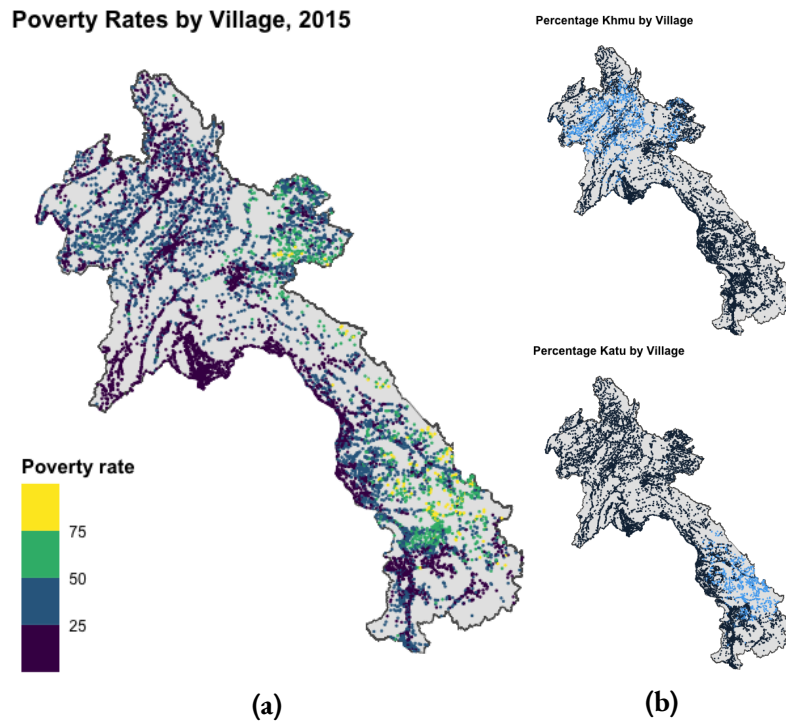 Poverty Rates by Village, 2015
Percentage Khmu by Village
Percentage Katu by Village
Poverty rate
75
50
25
(a)
(b)